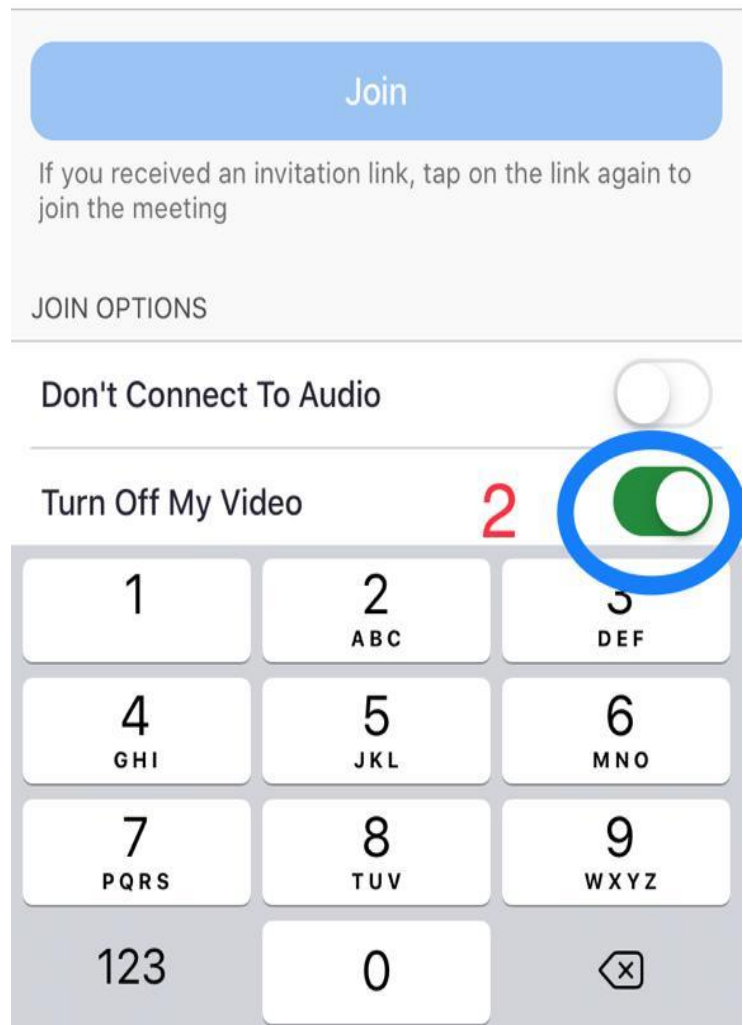 Join
If you received an invitation link, tap on the link again to
join the meeting
JOIN OPTIONS
Don't Connect To Audio
Turn Off My Video 2
1 2 3
ABC DEF
4 5 6
GHI JKL MNO
7 8 9
PQRS TUV WXYZ
123 0